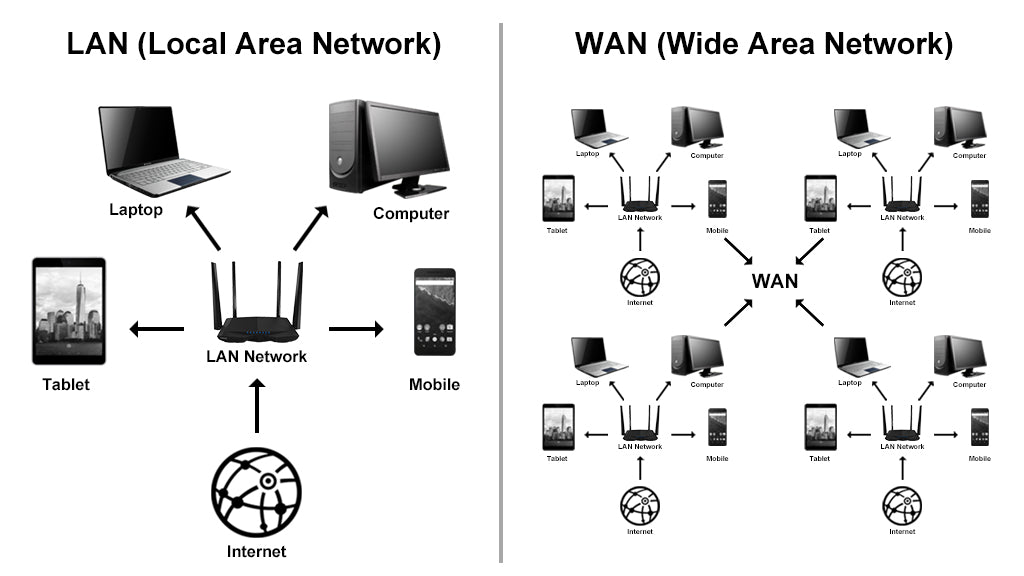 LAN (Local Area Network)
Laptop
Computer
LAN Network
Tablet
Mobile
Internet
WAN (Wide Area Network)
Laptop
Computer
LAN Network
Tablet
Mobile
Internet
Laptop
Computer
LAN Network
Tablet
Mobile
Internet
WAN
Laptop
Computer
LAN Network
Tablet
Mobile
Internet
Laptop
Computer
LAN Network
Tablet
Mobile
Internet